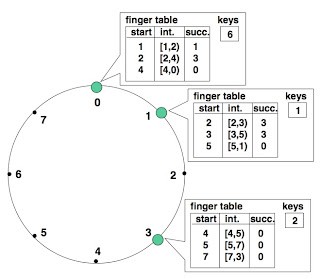 finger table keys
start int. succ. 6
1 [1,2) 1
2 [2,4) 3
4 [4,0) 0
0
finger table keys
start int. succ. 1
2 [2,3) 3
3 [3,5) 3
5 [5,1) 0
1
7
6
2
5
3
4
finger table keys
start int. succ. 2
4 [4,5) 0
5 [5,7) 0
7 [7,3) 0